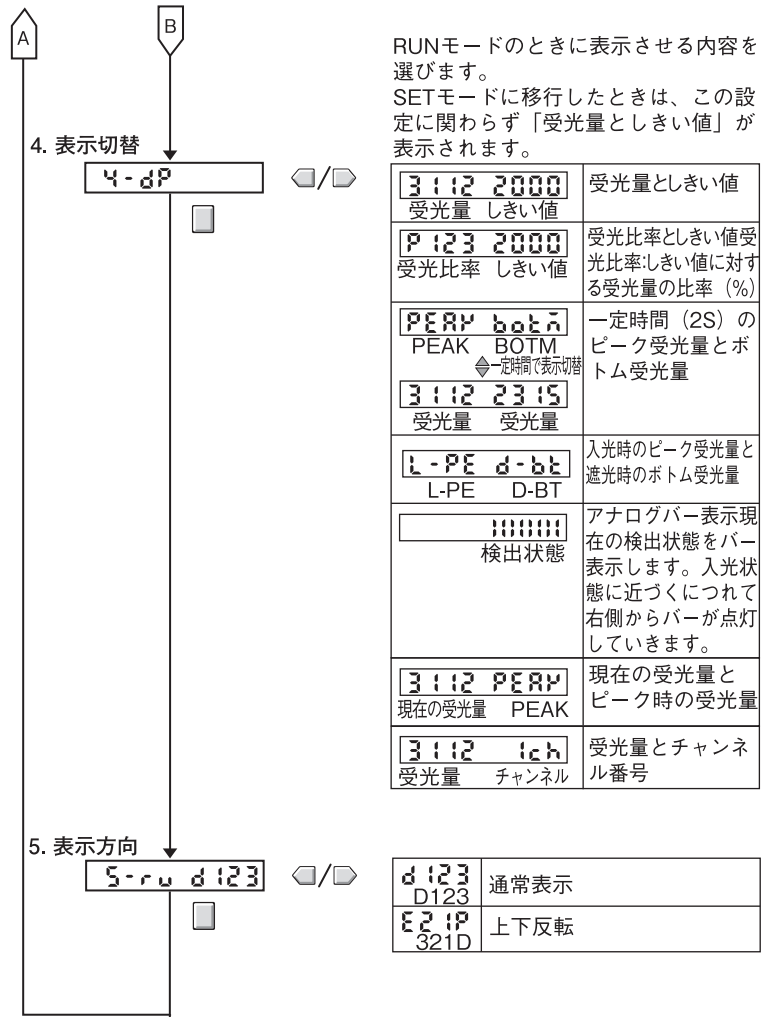 A
B
RUNモードのときに表示させる内容を
選びます。
SETモードに移行したときは、この設
定に関わらず「受光量としきい値」が
表示されます。
4. 表示切替
4-dP
/
3112 2000
受光量 しきい値
受光量としきい値
P 123 2000
受光比率 しきい値
受光比率としきい値受
光比率:しきい値に対す
る受光量の比率（%）
PEAK botm
PEAK BOTM
一定時間で表示切替
3112 2315
受光量 受光量
一定時間（2S）の
ピーク受光量とボ
トム受光量
L-PE d-bt
L-PE D-BT
入光時のピーク受光量と
遮光時のボトム受光量
検出状態
アナログバー表示現
在の検出状態をバー
表示します。入光状
態に近づくにつれて
右側からバーが点灯
していきます。
3112 PEAK
現在の受光量 PEAK
現在の受光量と
ピーク時の受光量
3112 1ch
受光量 チャンネル
受光量とチャンネ
ル番号
5. 表示方向
5-ru d123
/
d123
D123
通常表示
E21P
321D
上下反転